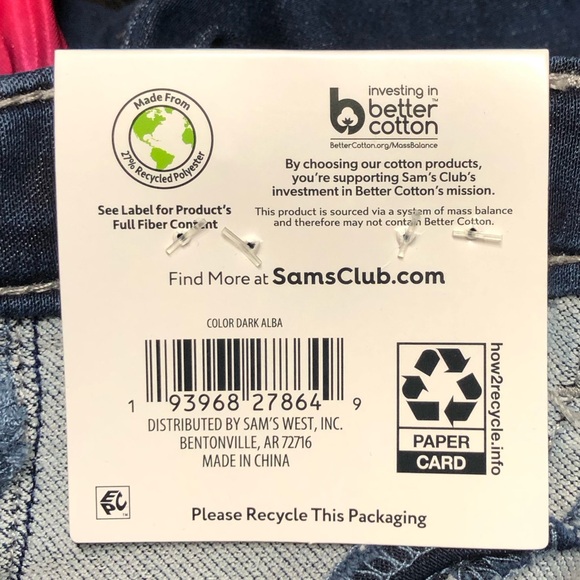 Made From
27% Recycled Polyester
See Label for Product's
Full Fiber Content
investing in
better
cotton™
BetterCotton.org/MassBalance
By choosing our cotton products,
you're supporting Sam's Club's
investment in Better Cotton's mission.
This product is sourced via a system of mass balance
and therefore may not contain Better Cotton.
Find More at SamsClub.com
COLOR DARK ALBA
1 93968 27864 9
DISTRIBUTED BY SAM'S WEST, INC.
BENTONVILLE, AR 72716
MADE IN CHINA
PAPER
CARD
how2recycle.info
EPC™
Please Recycle This Packaging